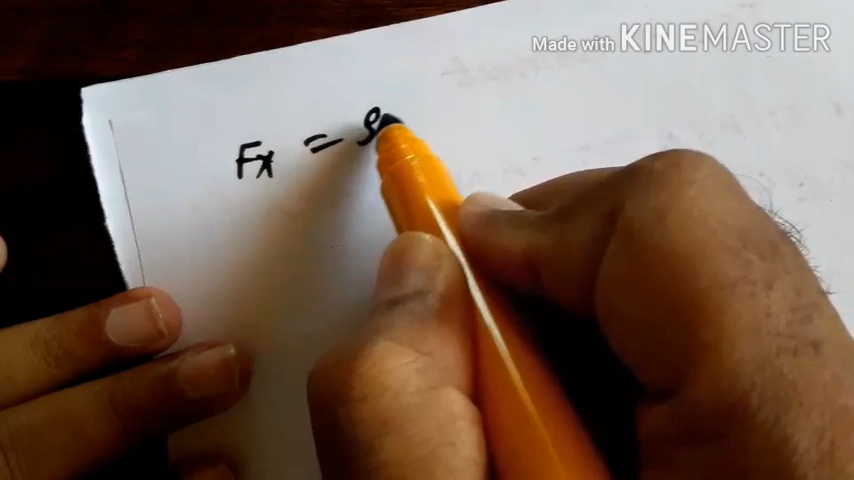 Made with KINEMASTER
Fx = ρ